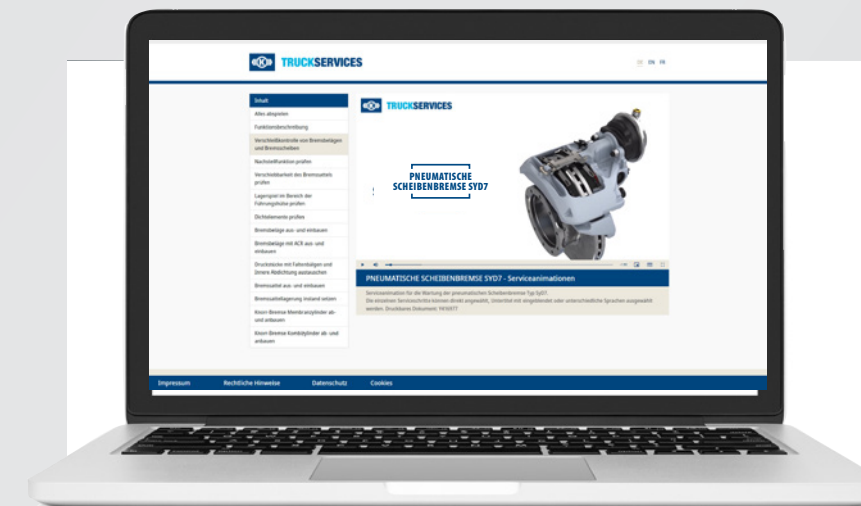 K TRUCKSERVICES
DE EN FR
Inhalt
Alles abspielen
Funktionsbeschreibung
Verschleißkontrolle von Bremsbelägen
und Bremsscheiben
Nachstellfunktion prüfen
Verschiebbarkeit des Bremssattels
prüfen
Lagerspiel im Bereich der
Führungshülse prüfen
Dichtelemente prüfen
Bremsbeläge aus- und einbauen
Bremsbeläge mit ACB aus- und
einbauen
Druckstücke mit Faltenbälgen und
Innere Abdichtung austauschen
Bremssattel aus- und einbauen
Bremssattellagerung instand setzen
Knorr-Bremse Membranzylinder ab-
und anbauen
Knorr-Bremse Kombizylinder ab- und
anbauen
K TRUCKSERVICES
PNEUMATISCHE
SCHEIBENBREMSE SYD7
PNEUMATISCHE SCHEIBENBREMSE SYD7 - Serviceanimationen
Serviceanimation für die Wartung der pneumatischen Scheibenbremse Typ SYD7.
Die einzelnen Serviceschritte können direkt angewählt, Untertitel mit eingeblendet oder unterschiedliche Sprachen ausgewählt
werden. Druckbares Dokument: Y410377
Impressum Rechtliche Hinweise Datenschutz Cookies